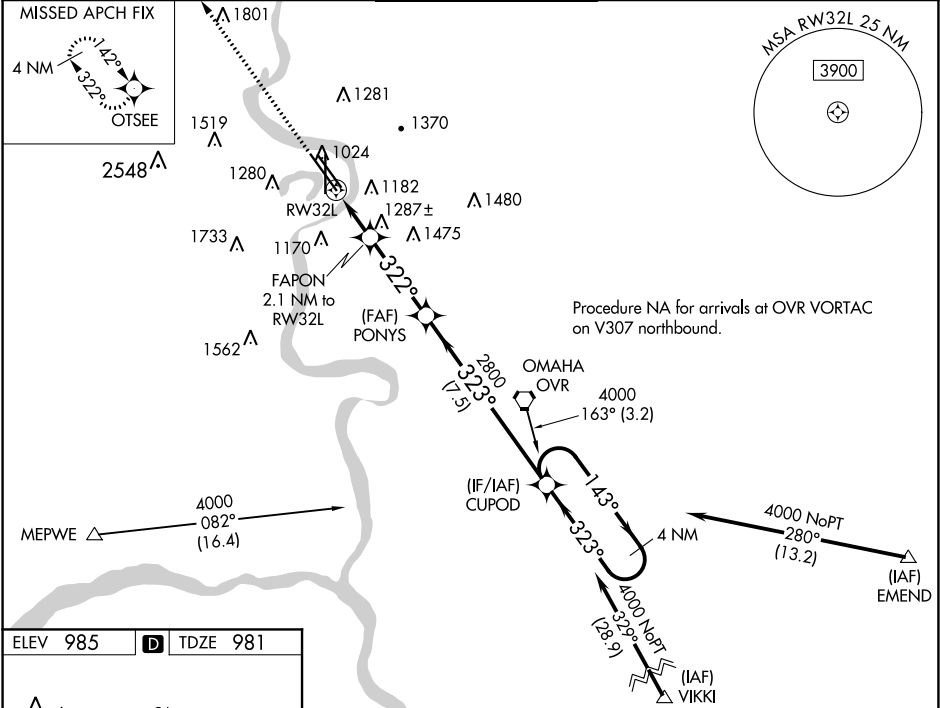 MISSED APCH FIX
4 NM
142°
322°
OTSEE
1801
MSA RW32L 25 NM
3900
1281
1370
1519
2548
1024
1280
1182
RW32L
1287±
1480
1733
1170
1475
FAPON
2.1 NM to
RW32L
322°
(FAF)
PONYS
1562
Procedure NA for arrivals at OVR VORTAC
on V307 northbound.
2800
323°
(7.5)
OMAHA
OVR
4000
163° (3.2)
(IF/IAF)
CUPOD
143°
323°
4 NM
MEPWE
4000
082°
(16.4)
4000 NoPT
280°
(13.2)
(IAF)
EMEND
4000 NoPT
329°
(28.9)
(IAF)
VIKKI
ELEV 985
D
TDZE 981